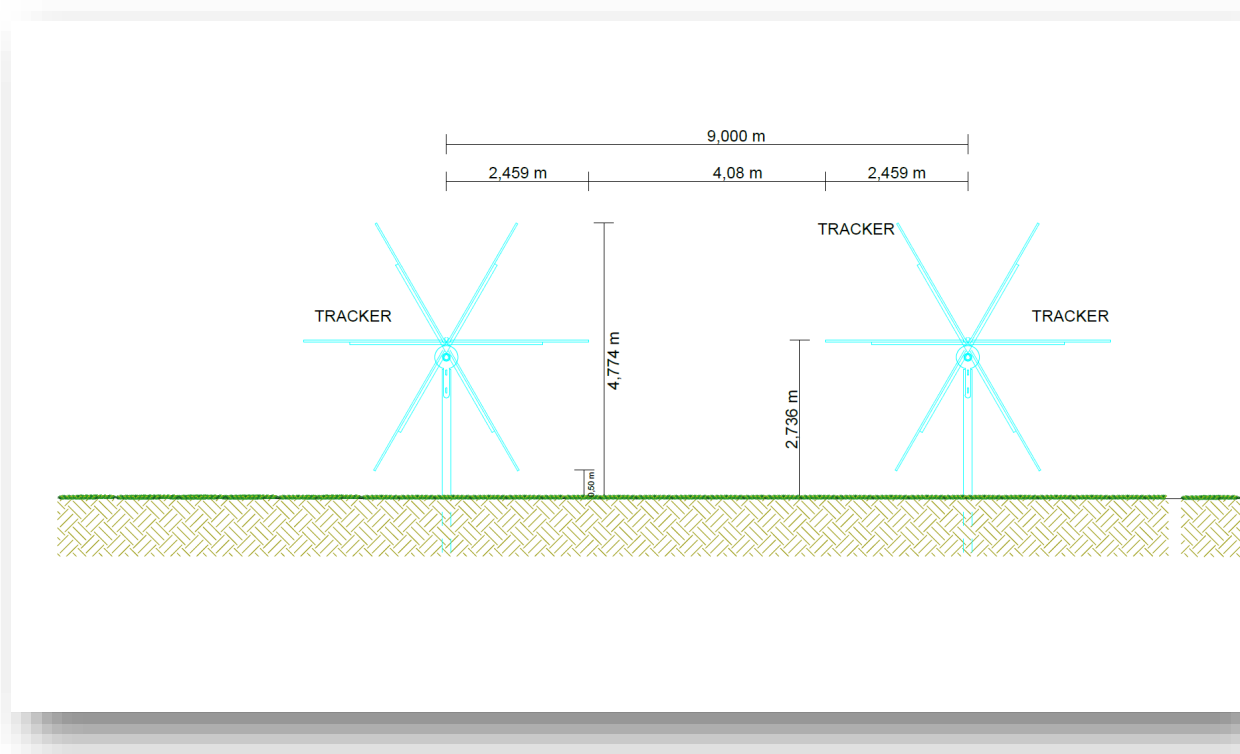 9,000 m
2,459 m
4,08 m
2,459 m
TRACKER
TRACKER
TRACKER
4,774 m
2,736 m
0,50 m